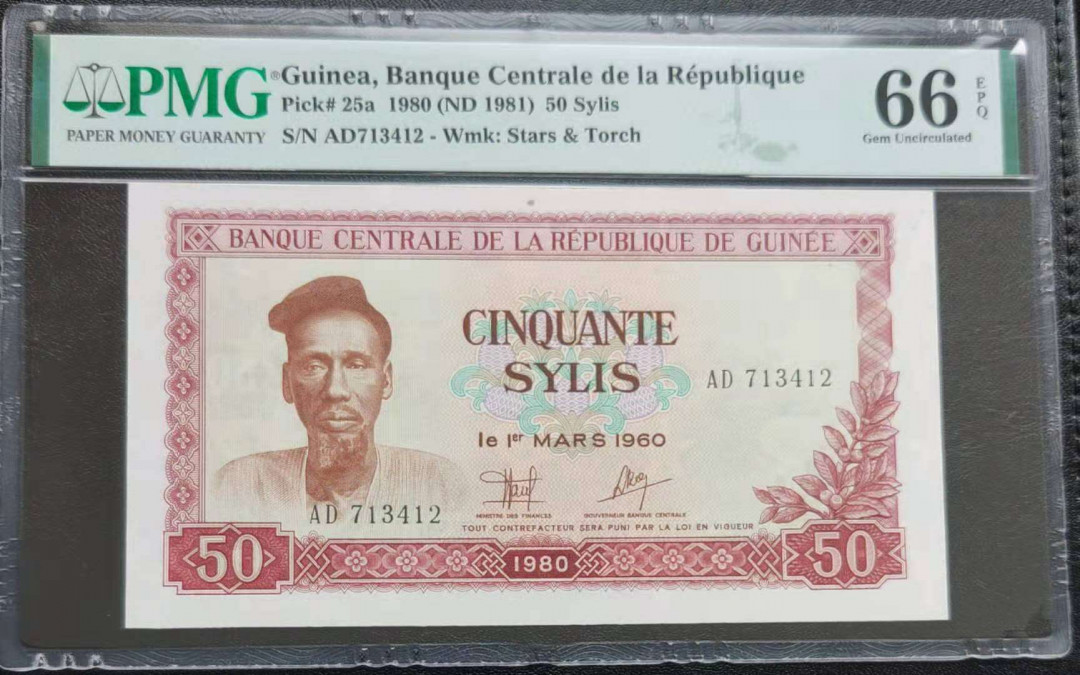 PMG®
PAPER MONEY GUARANTY
Guinea, Banque Centrale de la République
Pick# 25a 1980 (ND 1981) 50 Sylis
S/N AD713412 - Wmk: Stars & Torch
66
EPQ
Gem Uncirculated
BANQUE CENTRALE DE LA RÉPUBLIQUE DE GUINÉE
CINQUANTE
SYLIS
AD 713412
le 1er MARS 1960
AD 713412
MINISTRE DES FINANCES
GOUVERNEUR BANQUE CENTRALE
TOUT CONTREFACTEUR SERA PUNI PAR LA LOI EN VIGUEUR
50
1980
50